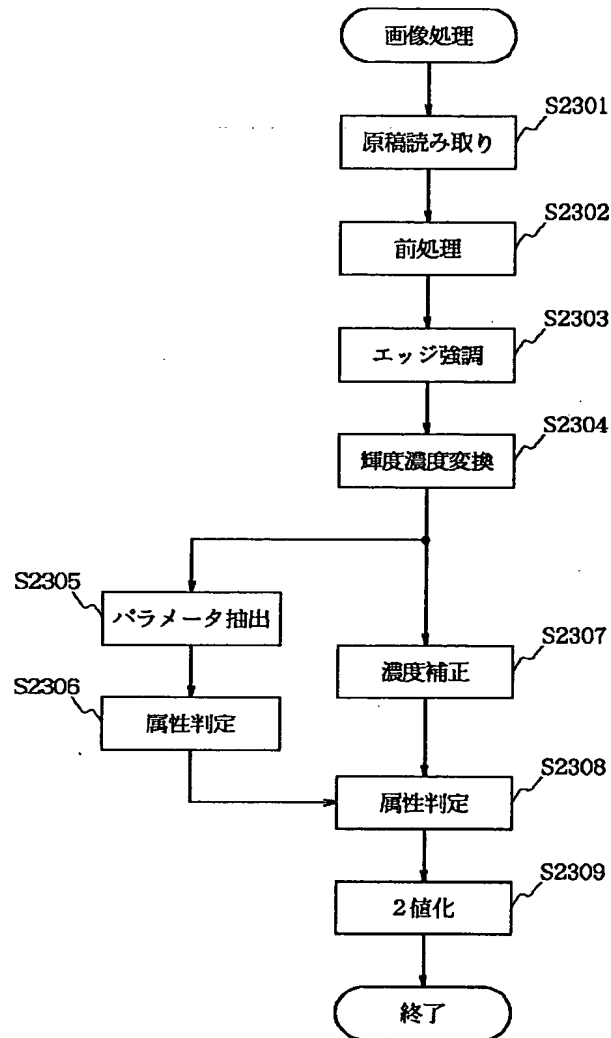 画像処理
S2301
原稿読み取り
S2302
前処理
S2303
エッジ強調
S2304
輝度濃度変換
S2305
パラメータ抽出
S2306
属性判定
S2307
濃度補正
S2308
属性判定
S2309
2値化
終了